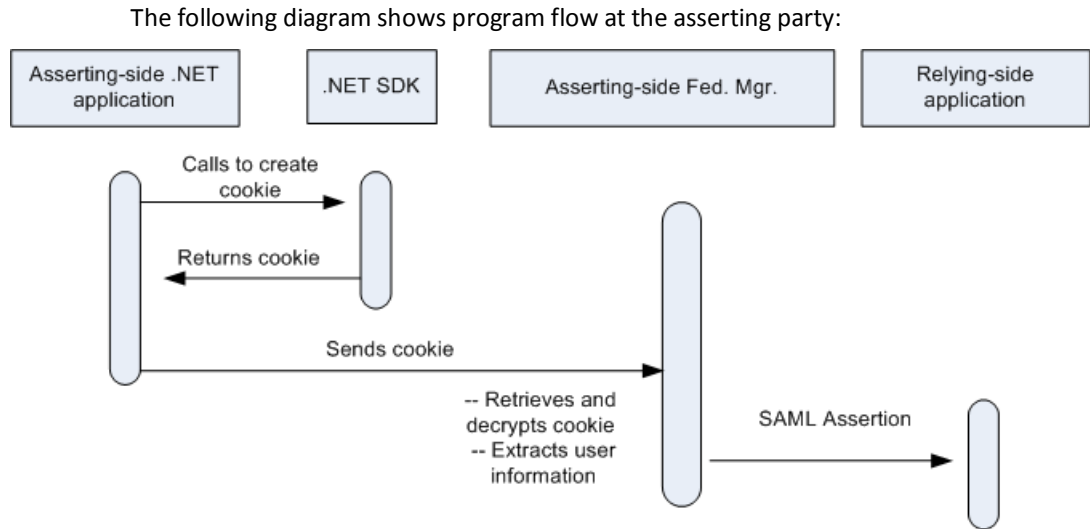 The following diagram shows program flow at the asserting party:
Asserting-side .NET
application
.NET SDK
Asserting-side Fed. Mgr.
Relying-side
application
Calls to create
cookie
Returns cookie
Sends cookie
-- Retrieves and
decrypts cookie
-- Extracts user
information
SAML Assertion